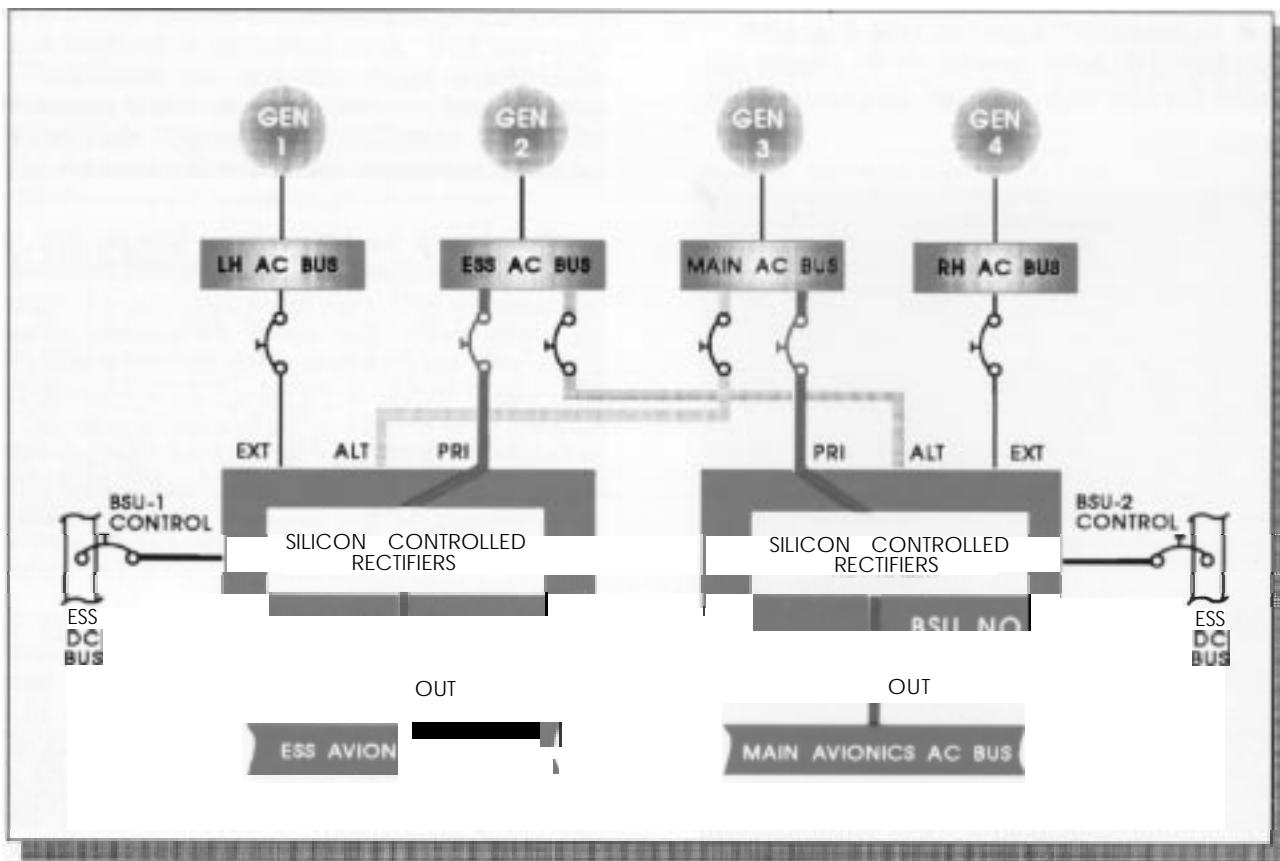 GEN
1
GEN
2
GEN
3
GEN
4
LH AC BUS
ESS AC BUS
MAIN AC BUS
RH AC BUS
EXT
ALT
PRI
PRI
ALT
EXT
BSU-1
CONTROL
BSU-2
CONTROL
SILICON CONTROLLED
RECTIFIERS
SILICON CONTROLLED
RECTIFIERS
ESS
DC
BUS
BSU NO
ESS
DC
BUS
OUT
OUT
ESS AVION
MAIN AVIONICS AC BUS